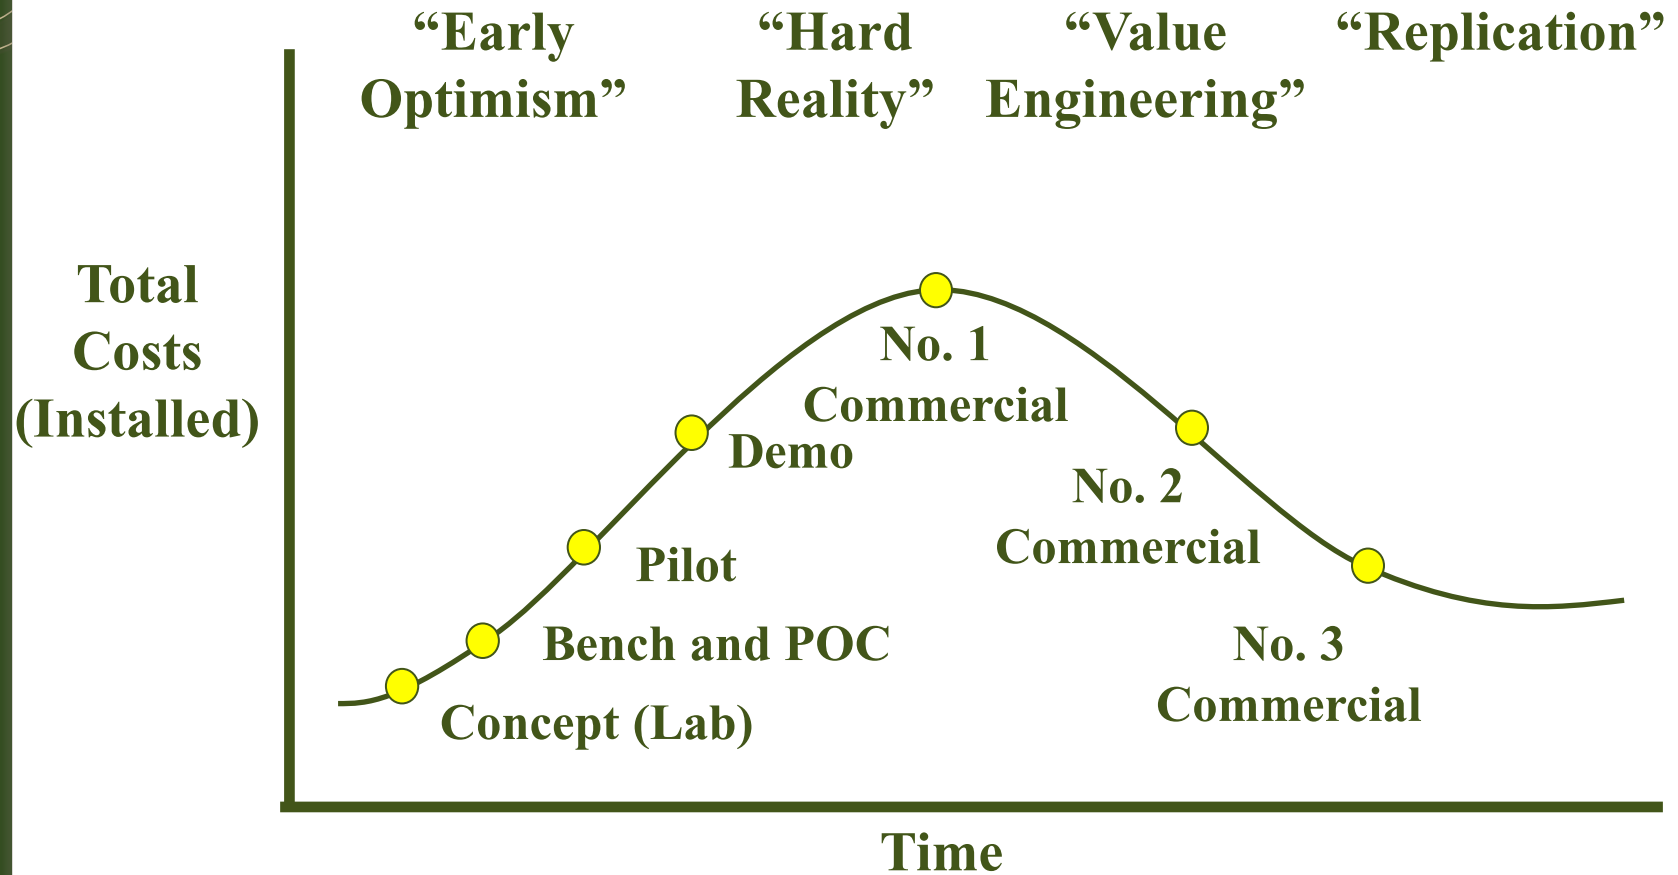 “Early
Optimism”
“Hard
Reality”
“Value
Engineering”
“Replication”
Total
Costs
(Installed)
No. 1
Commercial
Demo
No. 2
Commercial
Pilot
Bench and POC
No. 3
Commercial
Concept (Lab)
Time